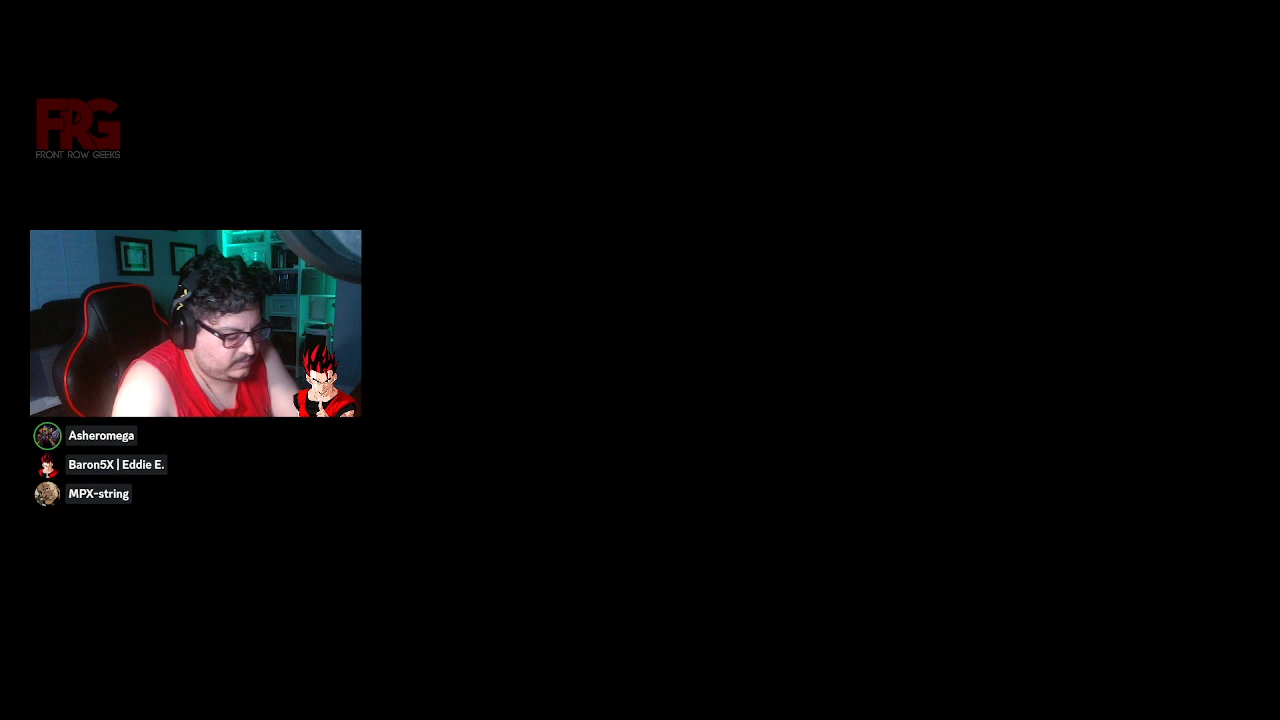 FRG
FRONT ROW GEEKS
Asheromega
Baron5X | Eddie E.
MPX-string